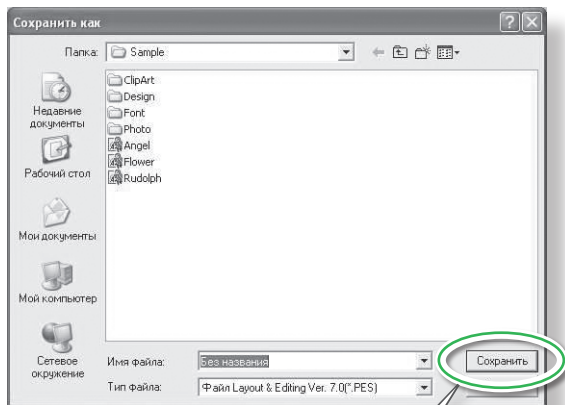 Сохранить как
Папка: Sample
ClipArt
Design
Font
Photo
Angel
Flower
Rudolph
Недавние
документы
Рабочий стол
Мои документы
Мой компьютер
Сетевое
окружение
Имя файла: Без названия Сохранить
Тип файла: Файл Layout & Editing Ver. 7.0(*.PES)